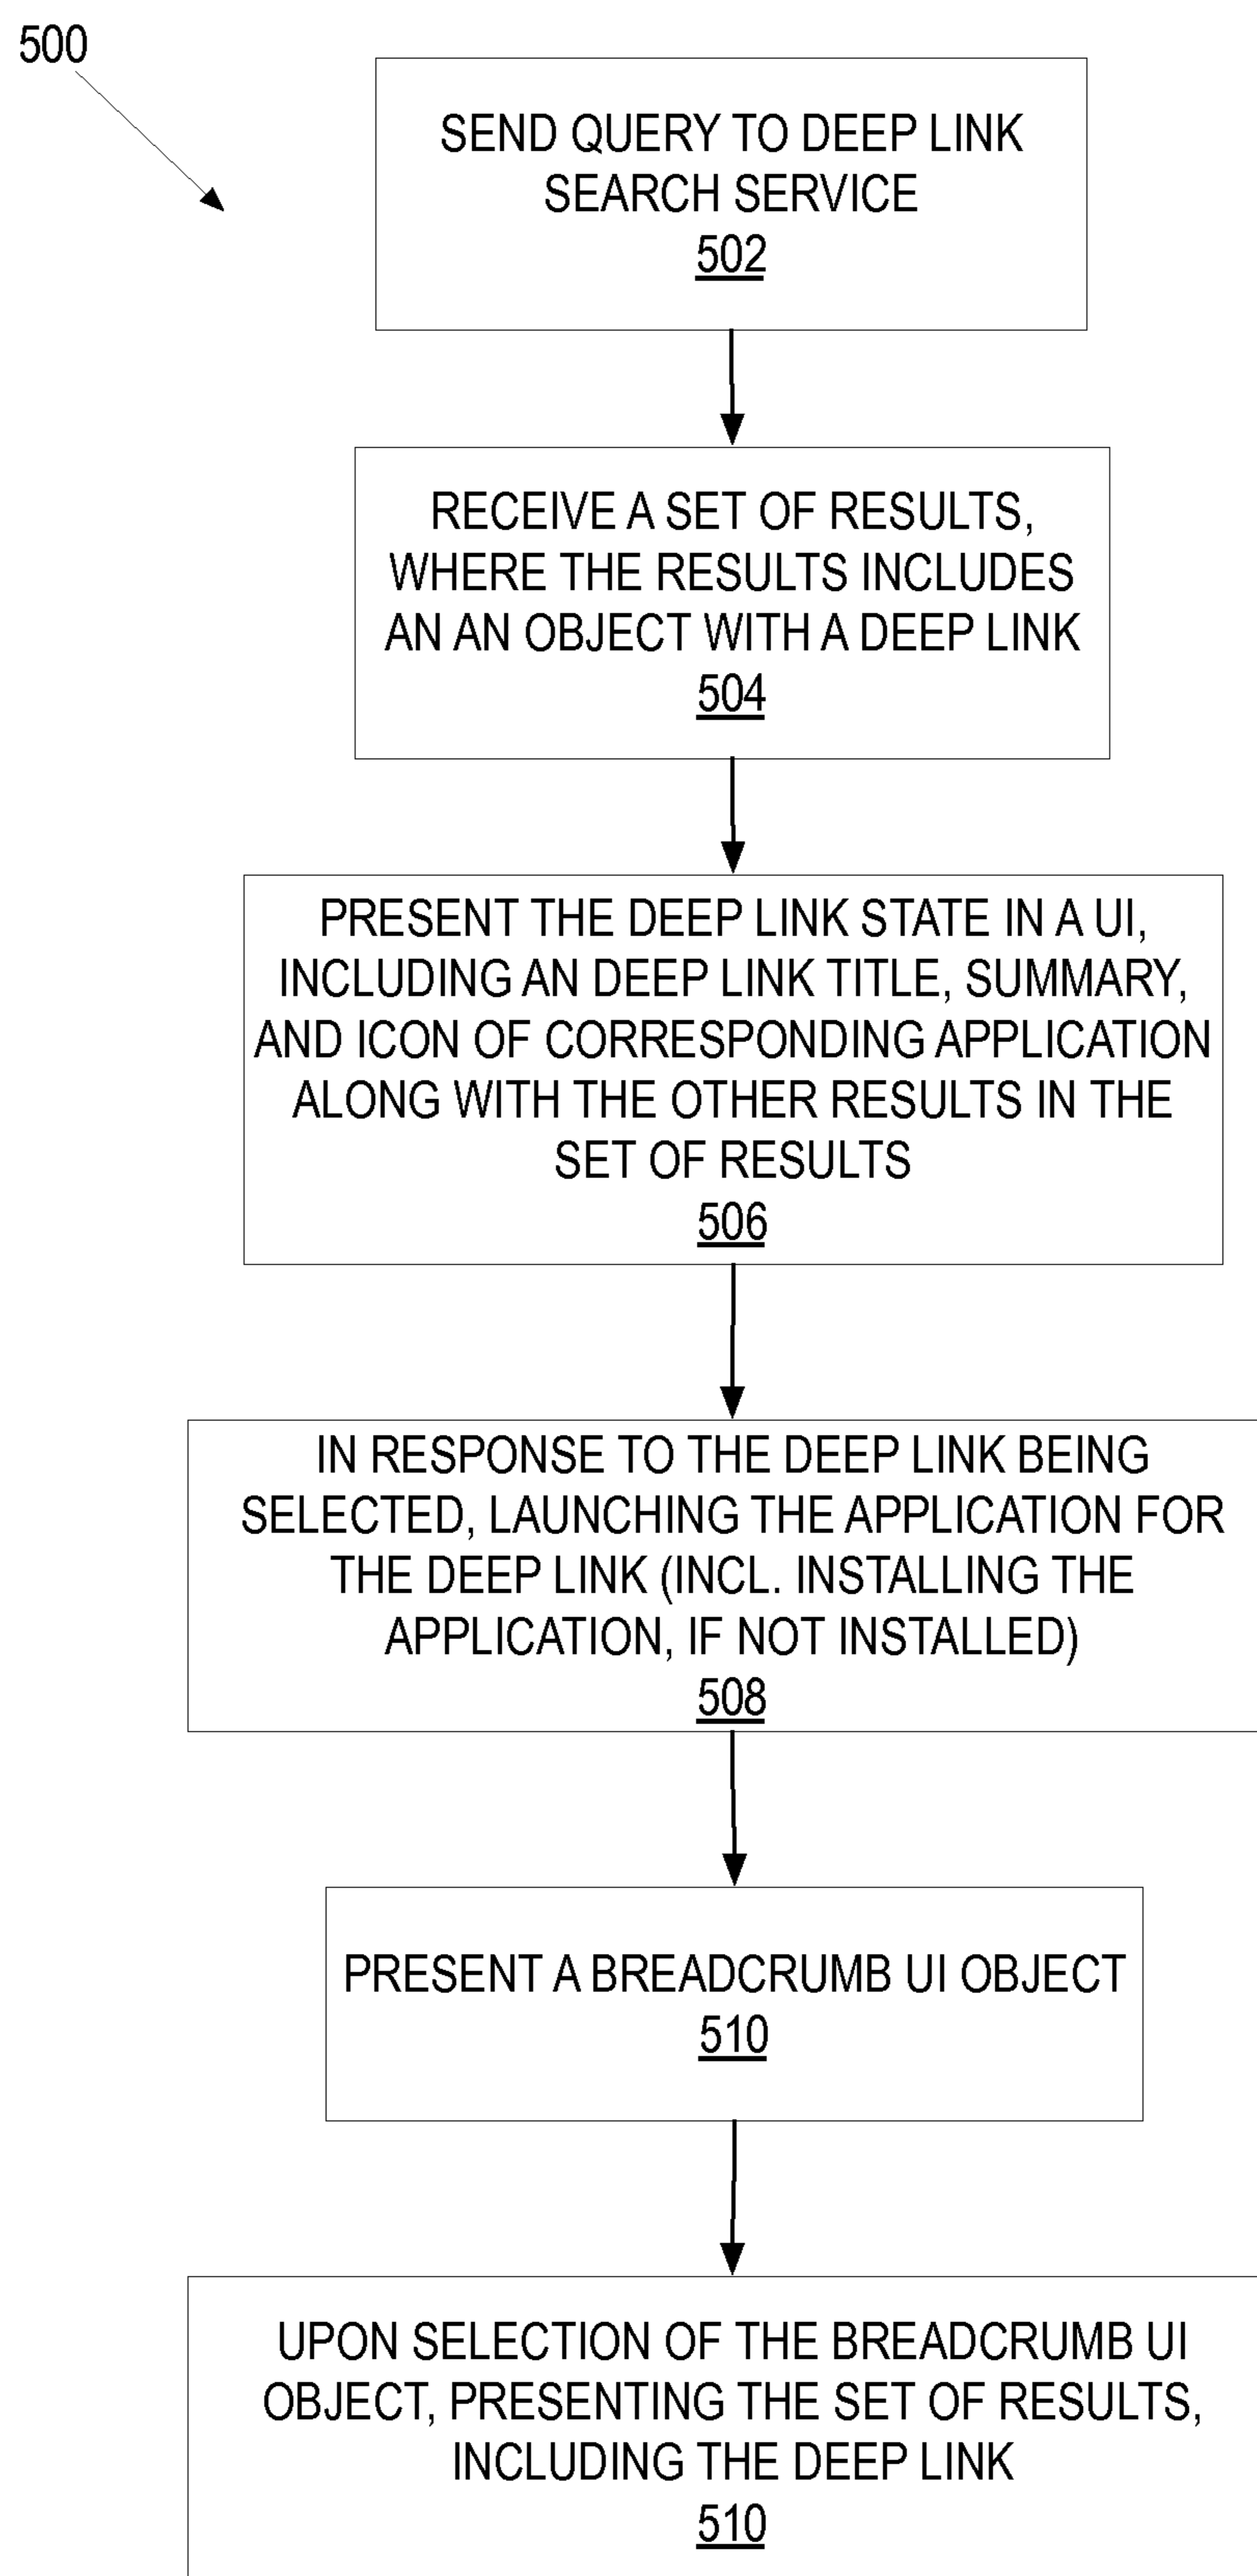 500
SEND QUERY TO DEEP LINK
SEARCH SERVICE
502
RECEIVE A SET OF RESULTS,
WHERE THE RESULTS INCLUDES
AN AN OBJECT WITH A DEEP LINK
504
PRESENT THE DEEP LINK STATE IN A UI,
INCLUDING AN DEEP LINK TITLE, SUMMARY,
AND ICON OF CORRESPONDING APPLICATION
ALONG WITH THE OTHER RESULTS IN THE
SET OF RESULTS
506
IN RESPONSE TO THE DEEP LINK BEING
SELECTED, LAUNCHING THE APPLICATION FOR
THE DEEP LINK (INCL. INSTALLING THE
APPLICATION, IF NOT INSTALLED)
508
PRESENT A BREADCRUMB UI OBJECT
510
UPON SELECTION OF THE BREADCRUMB UI
OBJECT, PRESENTING THE SET OF RESULTS,
INCLUDING THE DEEP LINK
510